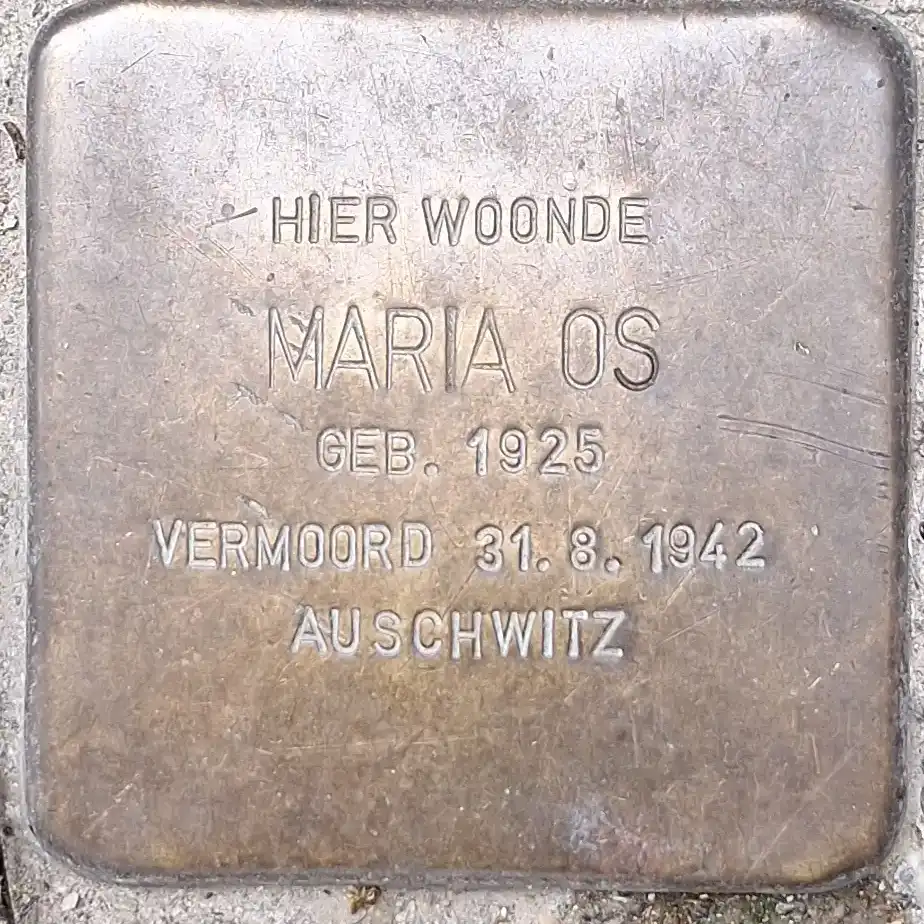 HIER WOONDE
MARIA OS
GEB. 1925
VERMOORD 31.8.1942
AUSCHWITZ